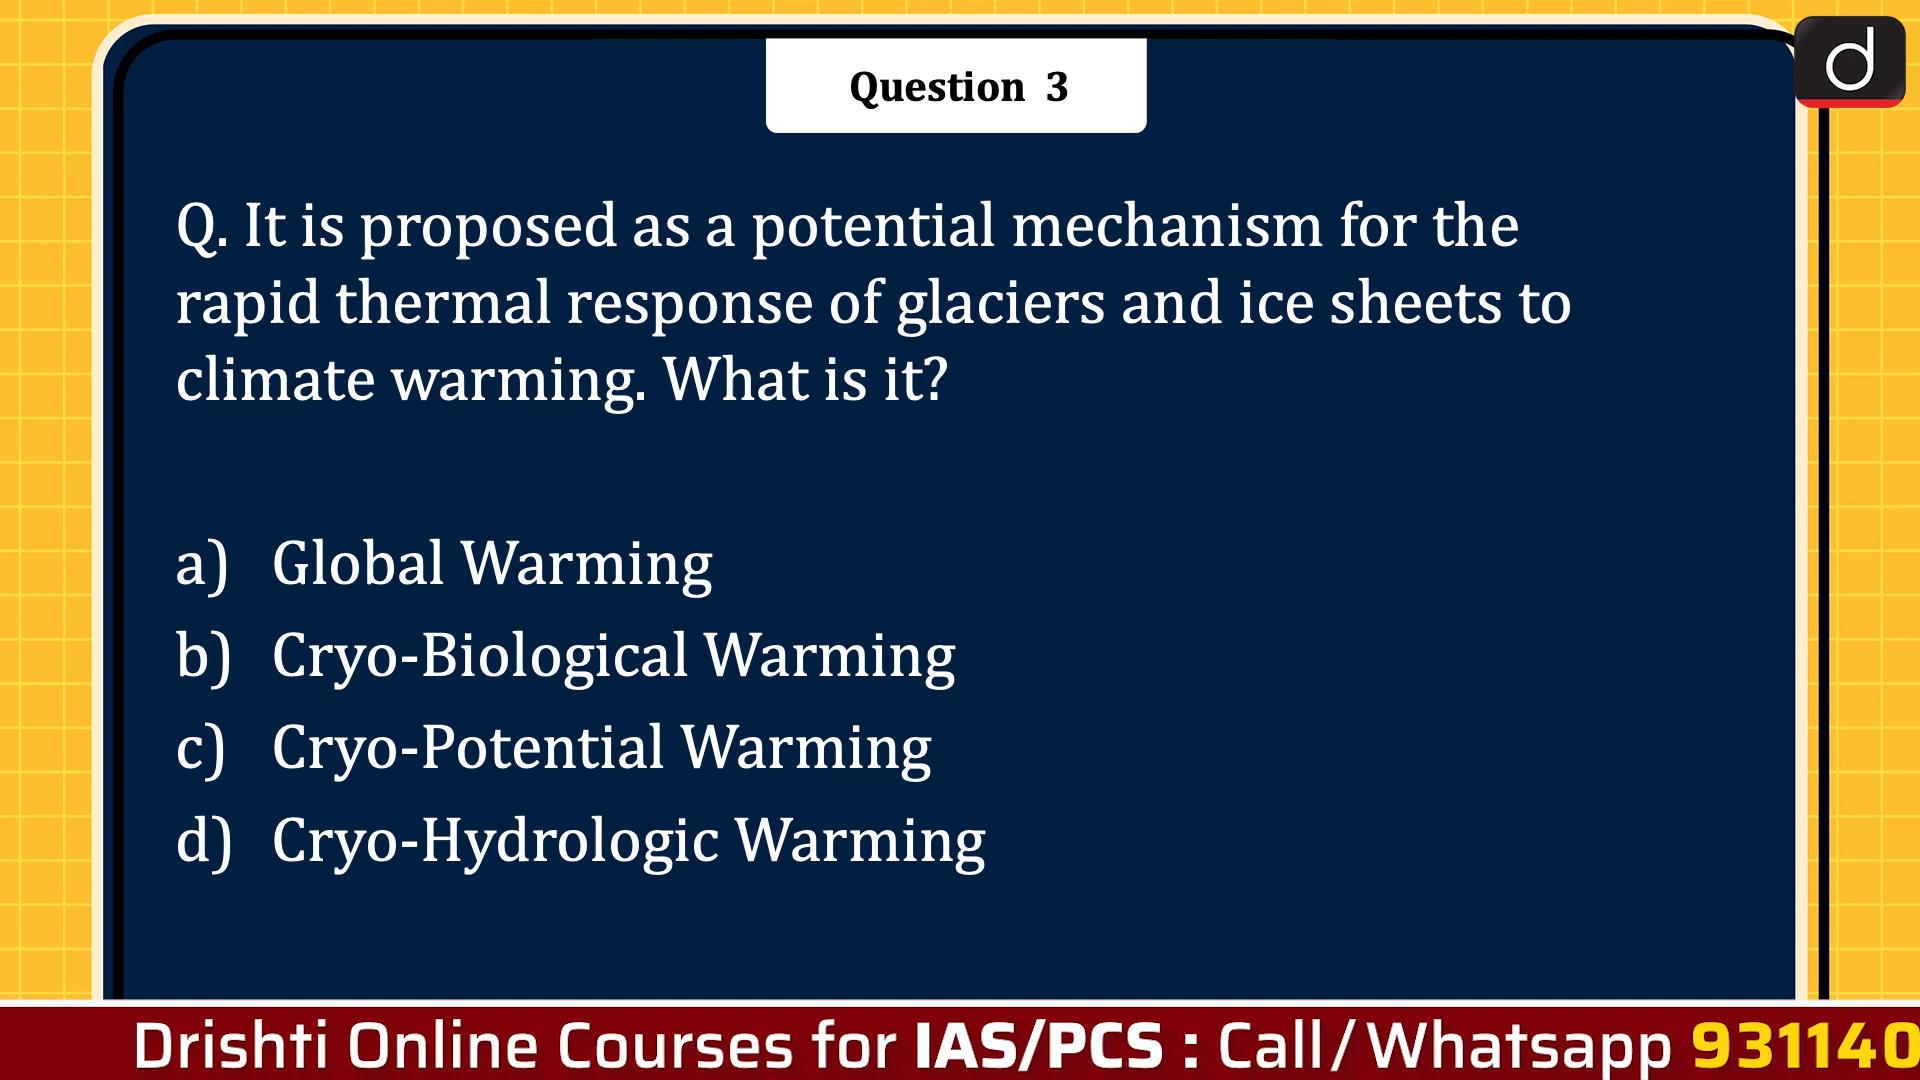 Question 3
d
Q. It is proposed as a potential mechanism for the
rapid thermal response of glaciers and ice sheets to
climate warming. What is it?
a) Global Warming
b) Cryo-Biological Warming
c) Cryo-Potential Warming
d) Cryo-Hydrologic Warming
Drishti Online Courses for IAS/PCS : Call/Whatsapp 931140